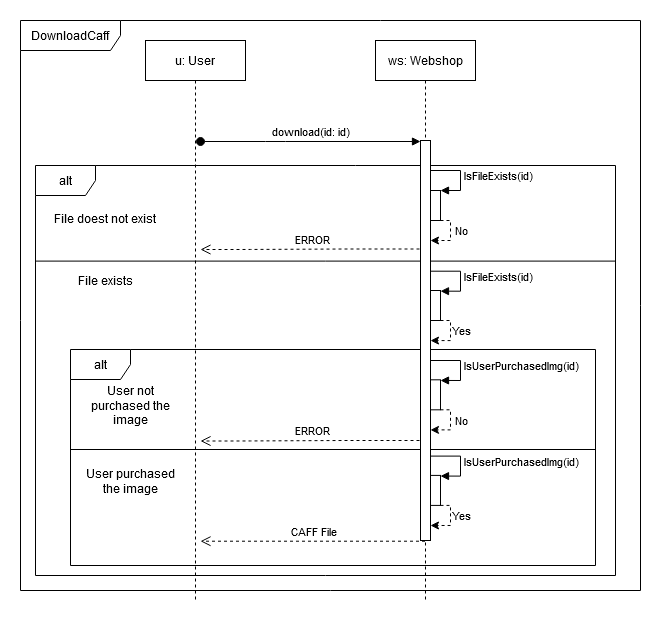 DownloadCaff
u: User
ws: Webshop
download(id: id)
alt
IsFileExists(id)
File doest not exist
No
ERROR
File exists
IsFileExists(id)
Yes
alt
IsUserPurchasedImg(id)
User not
purchased the
image
No
ERROR
IsUserPurchasedImg(id)
User purchased
the image
Yes
CAFF File